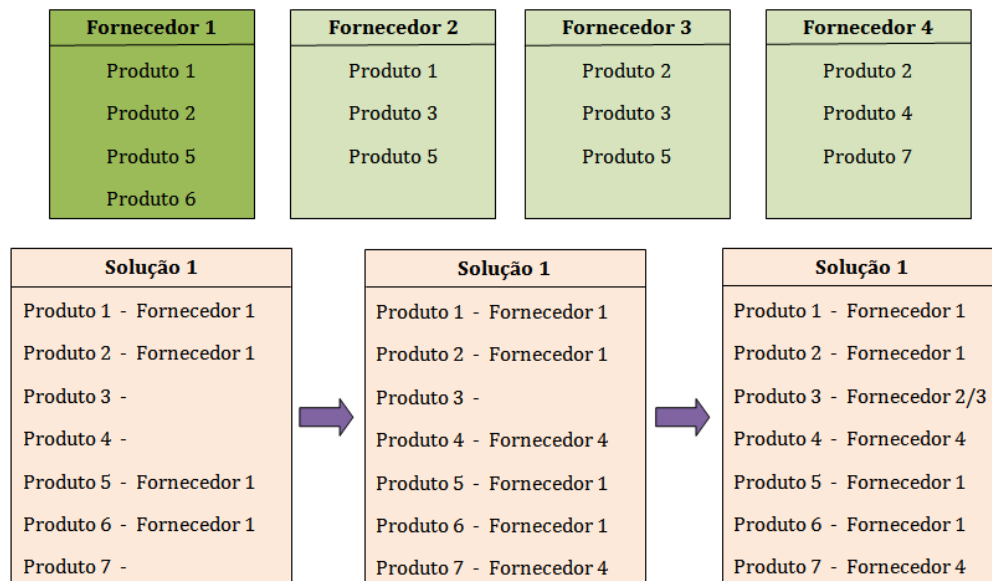 Fornecedor 1
Produto 1
Produto 2
Produto 5
Produto 6
Fornecedor 2
Produto 1
Produto 3
Produto 5
Fornecedor 3
Produto 2
Produto 3
Produto 5
Fornecedor 4
Produto 2
Produto 4
Produto 7
Solução 1
Produto 1 - Fornecedor 1
Produto 2 - Fornecedor 1
Produto 3 -
Produto 4 -
Produto 5 - Fornecedor 1
Produto 6 - Fornecedor 1
Produto 7 -
Solução 1
Produto 1 - Fornecedor 1
Produto 2 - Fornecedor 1
Produto 3 -
Produto 4 - Fornecedor 4
Produto 5 - Fornecedor 1
Produto 6 - Fornecedor 1
Produto 7 - Fornecedor 4
Solução 1
Produto 1 - Fornecedor 1
Produto 2 - Fornecedor 1
Produto 3 - Fornecedor 2/3
Produto 4 - Fornecedor 4
Produto 5 - Fornecedor 1
Produto 6 - Fornecedor 1
Produto 7 - Fornecedor 4